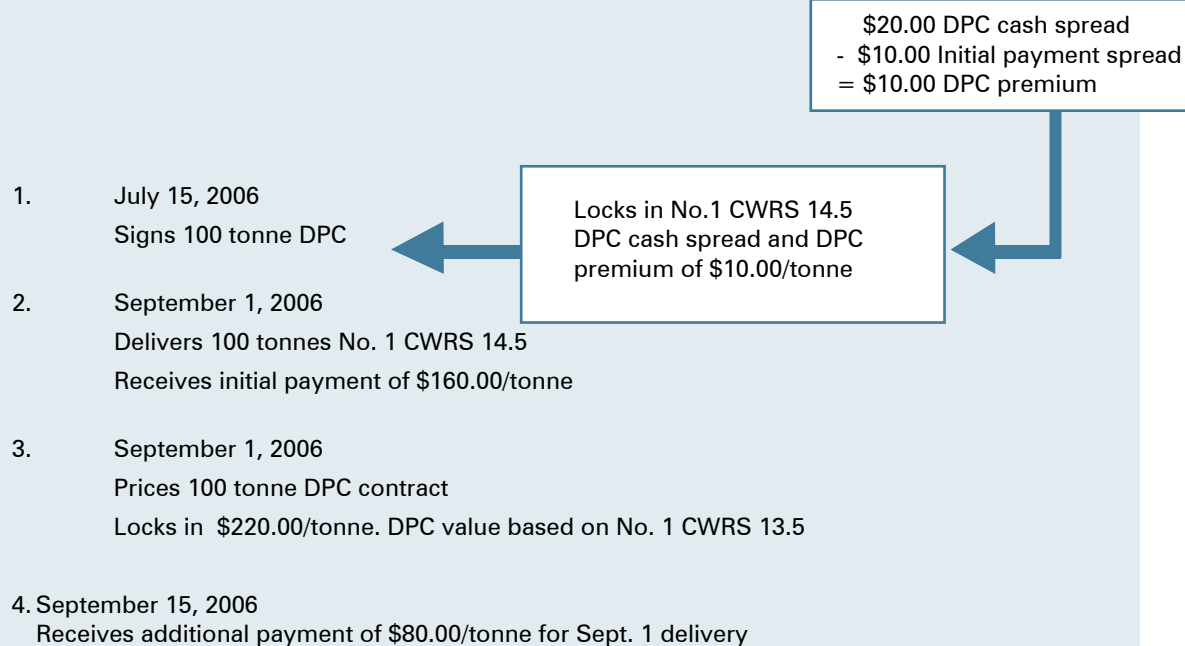 $20.00 DPC cash spread
- $10.00 Initial payment spread
= $10.00 DPC premium
1. July 15, 2006
Signs 100 tonne DPC
Locks in No.1 CWRS 14.5
DPC cash spread and DPC
premium of $10.00/tonne
2. September 1, 2006
Delivers 100 tonnes No. 1 CWRS 14.5
Receives initial payment of $160.00/tonne
3. September 1, 2006
Prices 100 tonne DPC contract
Locks in $220.00/tonne. DPC value based on No. 1 CWRS 13.5
4. September 15, 2006
Receives additional payment of $80.00/tonne for Sept. 1 delivery